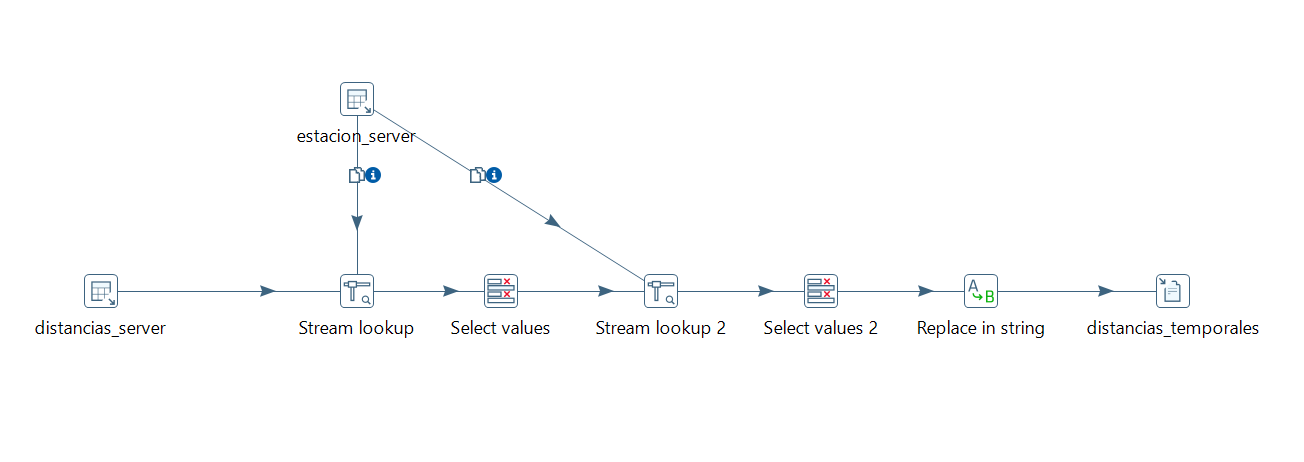 estacion_server
distancias_server
Stream lookup
Select values
Stream lookup 2
Select values 2
Replace in string
distancias_temporales